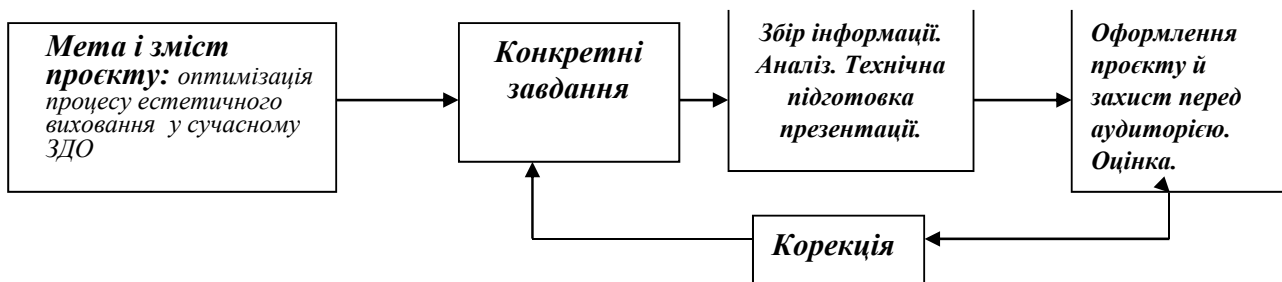 Мета і зміст
проєкту: оптимізація
процесу естетичного
виховання у сучасному
ЗДО
Конкретні
завдання
Збір інформації.
Аналіз. Технічна
підготовка
презентації.
Оформлення
проєкту й
захист перед
аудиторією.
Оцінка.
Корекція